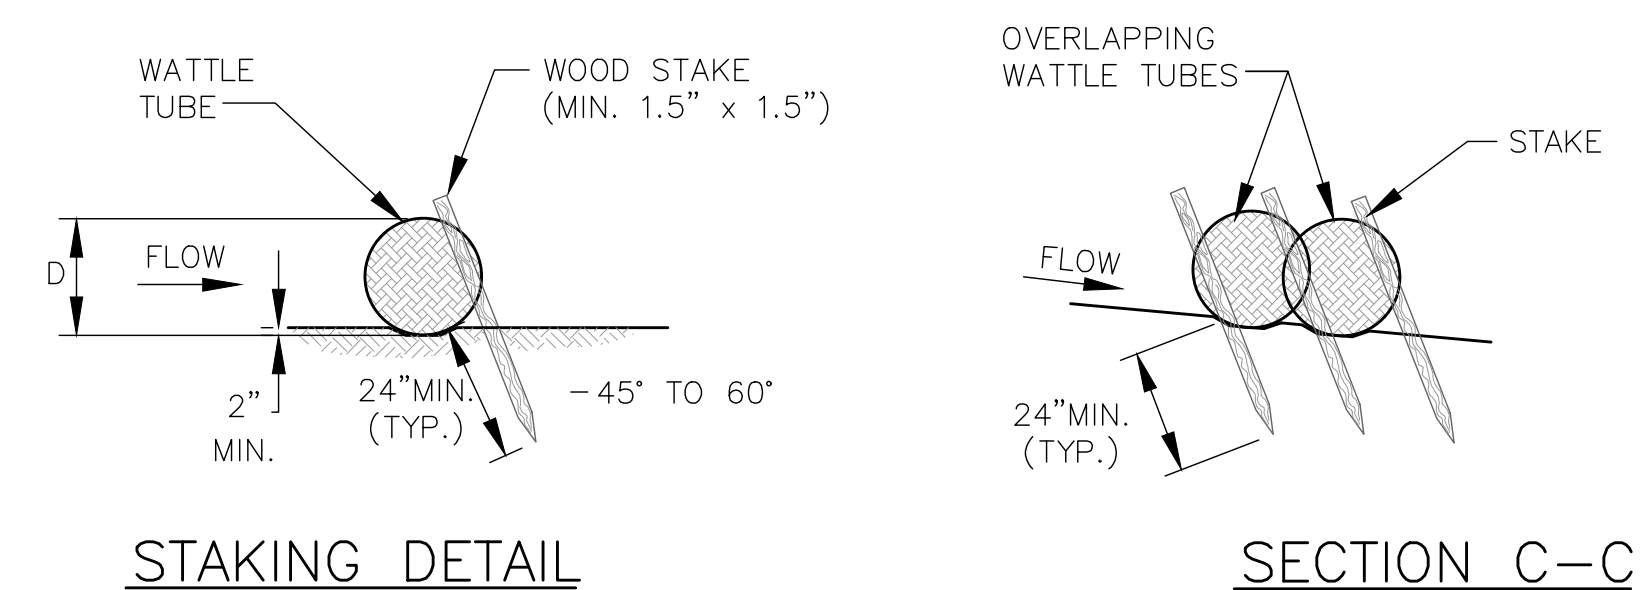 WATTLE
TUBE
WOOD STAKE
(MIN. 1.5” x 1.5”)
D
FLOW
2”
MIN.
24”MIN.
(TYP.)
–45° TO 60°
STAKING DETAIL
OVERLAPPING
WATTLE TUBES
STAKE
FLOW
24”MIN.
(TYP.)
SECTION C–C